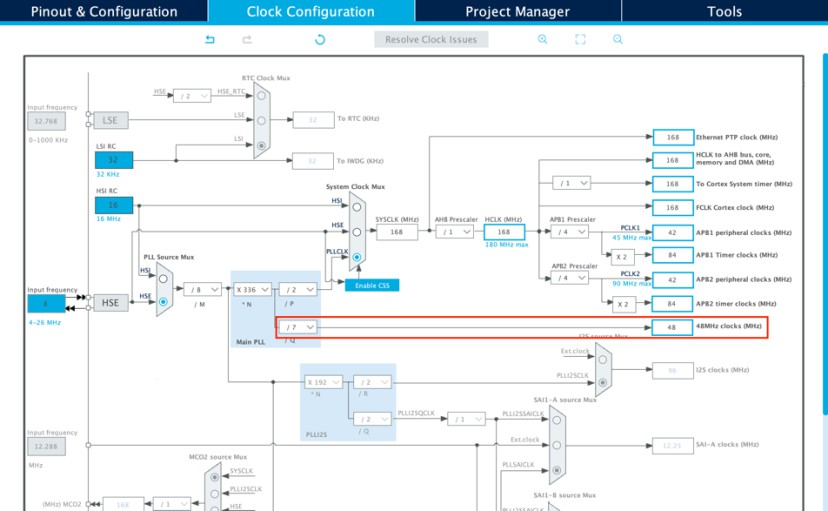 Pinout & Configuration Clock Configuration Project Manager Tools
Resolve Clock Issues
RTC Clock Mux
HSE / 2 HSE_RTC
Input frequency
32.768 LSE LSE 32 To RTC (KHz)
0-1000 KHz
LSI RC LSI
32 32 To IWDG (KHz)
32 KHz
HSI RC
16
16 MHz
System Clock Mux
HSI
HSE
PLLCLK
SYSCLK (MHz) AHB Prescaler HCLK (MHz) APB1 Prescaler
168 / 1 168 / 4
180 MHz max
168 Ethernet PTP clock (MHz)
168 HCLK to AHB bus, core,
memory and DMA (MHz)
/ 1 168 To Cortex System timer (MHz)
168 FCLK Cortex clock (MHz)
PCLK1
45 MHz max 42 APB1 peripheral clocks (MHz)
X 2 84 APB1 Timer clocks (MHz)
APB2 Prescaler
/ 4
PCLK2
90 MHz max 42 APB2 peripheral clocks (MHz)
X 2 84 APB2 timer clocks (MHz)
PLL Source Mux
HSI
HSE
Input frequency
HSE
4-26 MHz
/ 8 X 336 / 2
/ M * N / P
Enable CSS
/ 7 48 48MHz clocks (MHz)
Main PLL / Q
I2S source Mux
Ext.clock
PLLI2SCLK
96 I2S clocks (MHz)
X 192 / 2
* N / R
/ 2 PLLI2SQCLK / 1
PLLI2S / Q
SAI1-A source Mux
PLLI2SSAICLK
Ext.clock
PLLSAICLK
12.25 SAI-A clocks (MHz)
Input frequency
12.288
MHz
MCO2 source Mux
SYSCLK
PLLI2SCLK
HSE
(MHz) MCO2 168 / 1
SAI1-B source Mux